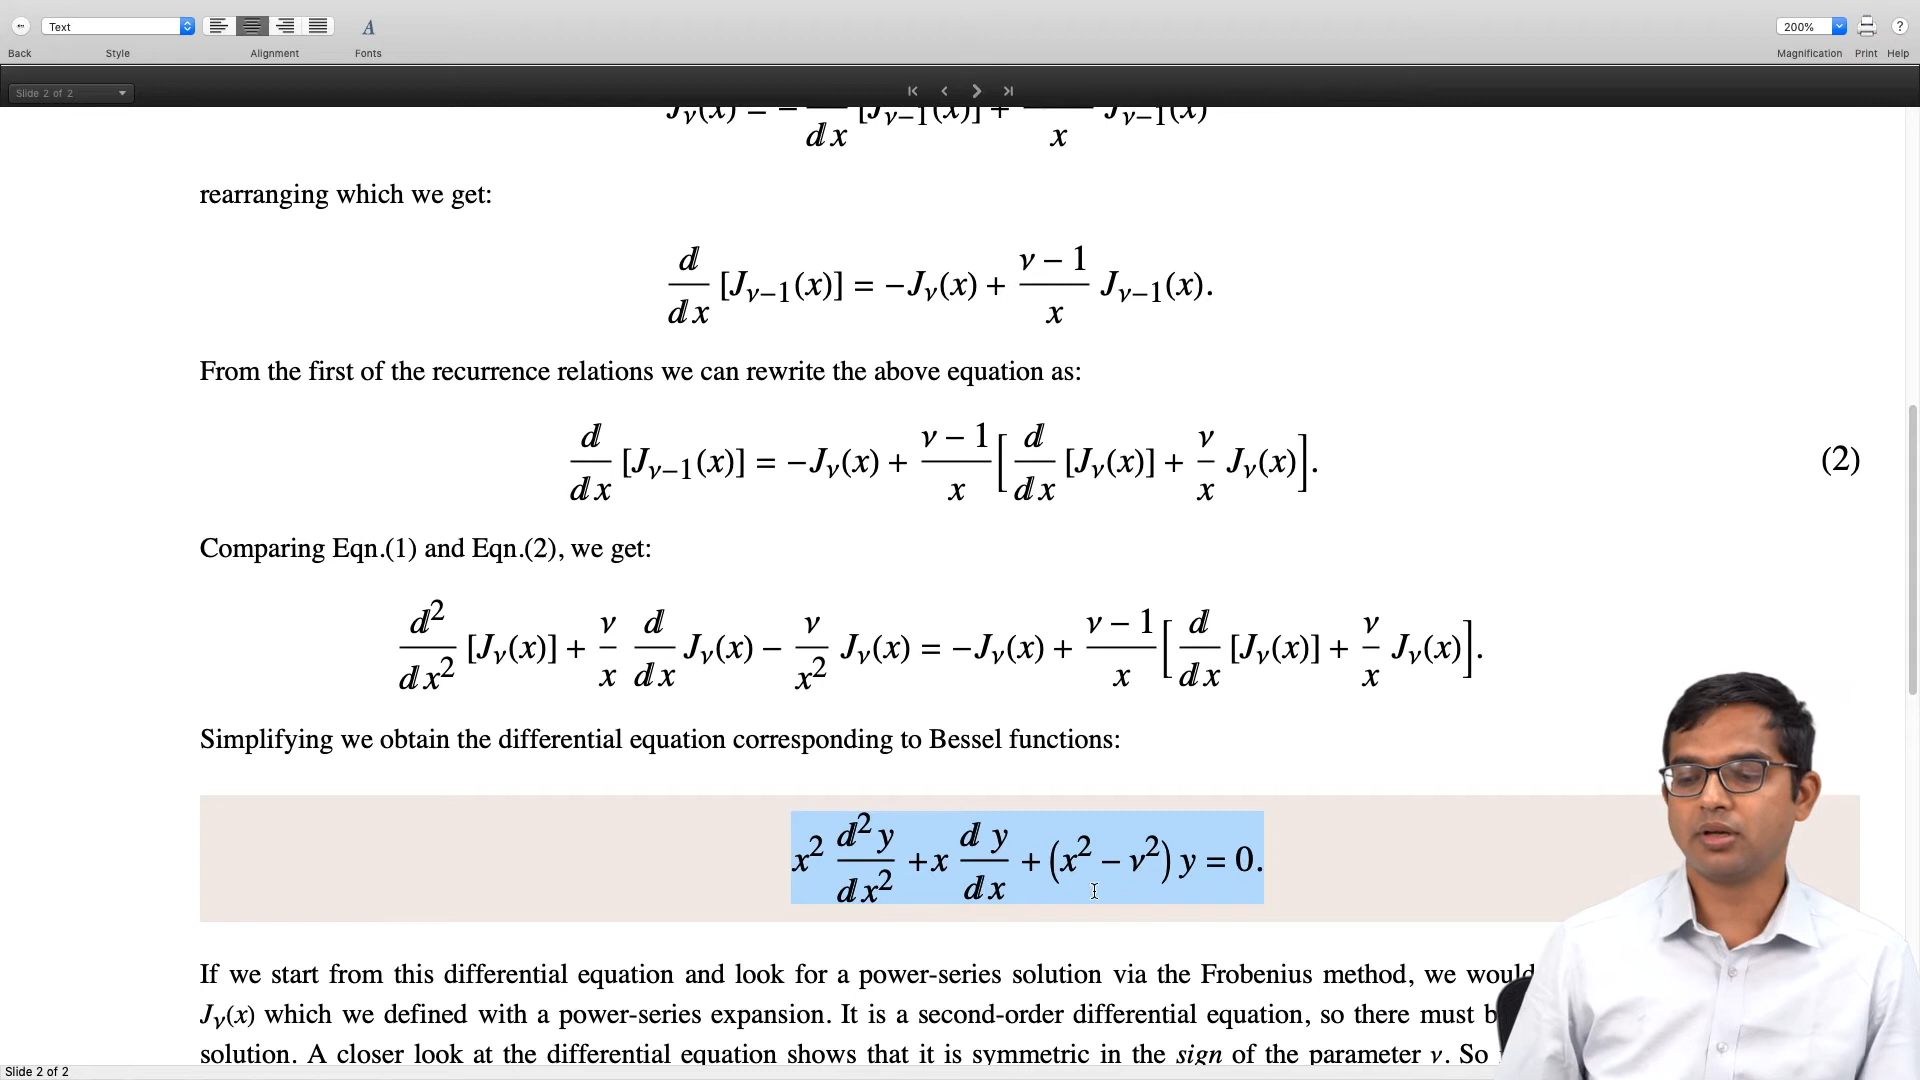 Text
200%
Back Style Alignment Fonts Magnification Print Help
Slide 2 of 2
rearranging which we get:
d/dx [J_{ν−1}(x)] = −J_ν(x) + (ν − 1)/x J_{ν−1}(x).
From the first of the recurrence relations we can rewrite the above equation as:
d/dx [J_{ν−1}(x)] = −J_ν(x) + (ν − 1)/x [d/dx [J_ν(x)] + ν/x J_ν(x)]. (2)
Comparing Eqn.(1) and Eqn.(2), we get:
d²/dx² [J_ν(x)] + ν/x d/dx J_ν(x) − ν/x² J_ν(x) = −J_ν(x) + (ν − 1)/x [d/dx [J_ν(x)] + ν/x J_ν(x)].
Simplifying we obtain the differential equation corresponding to Bessel functions:
x² d²y/dx² + x dy/dx + (x² − ν²) y = 0.
If we start from this differential equation and look for a power-series solution via the Frobenius method, we would
J_ν(x) which we defined with a power-series expansion. It is a second-order differential equation, so there must
solution. A closer look at the differential equation shows that it is symmetric in the sign of the parameter ν. So
Slide 2 of 2